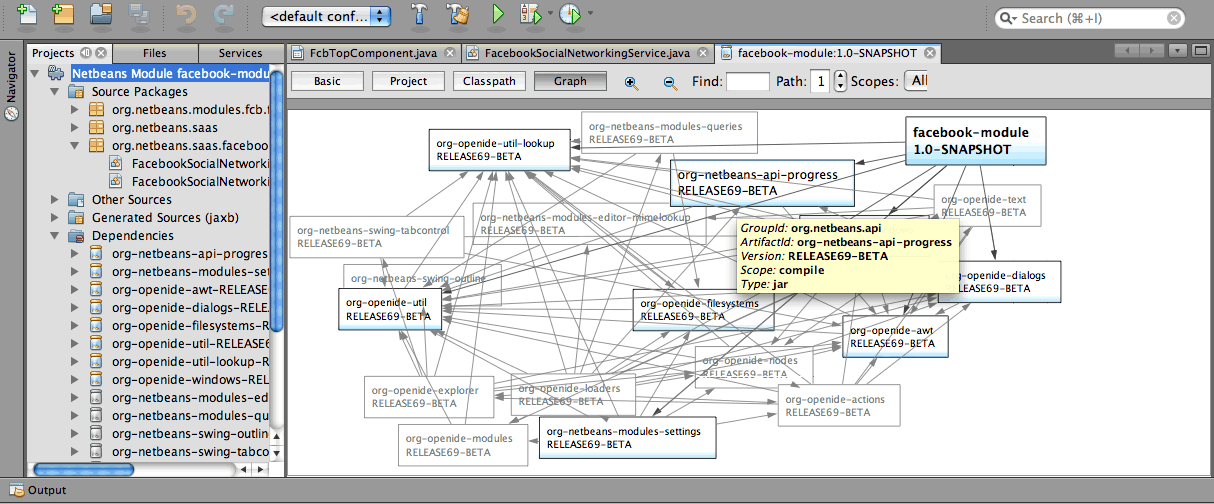 <default conf...
Search (⌘+I)
Navigator
Projects
Files
Services
FcbTopComponent.java
FacebookSocialNetworkingService.java
facebook-module:1.0-SNAPSHOT
Netbeans Module facebook-modu
Source Packages
org.netbeans.modules.fcb.f
org.netbeans.saas
org.netbeans.saas.faceboo
FacebookSocialNetworki
FacebookSocialNetworki
Other Sources
Generated Sources (jaxb)
Dependencies
org-netbeans-api-progres
org-netbeans-modules-set
org-openide-awt-RELEASE
org-openide-dialogs-RELE
org-openide-filesystems-R
org-openide-util-RELEASE
org-openide-util-lookup-R
org-openide-windows-REL
org-netbeans-modules-edi
org-netbeans-modules-qu
org-netbeans-swing-outlin
org-netbeans-swing-tabco
Basic
Project
Classpath
Graph
Find:
Path: 1
Scopes: All
org-netbeans-modules-queries
RELEASE69-BETA
org-openide-util-lookup
RELEASE69-BETA
facebook-module
1.0-SNAPSHOT
org-netbeans-api-progress
RELEASE69-BETA
org-openide-text
RELEASE69-BETA
org-netbeans-modules-editor-mimelookup
RELEASE69-BETA
org-netbeans-swing-tabcontrol
RELEASE69-BETA
GroupId: org.netbeans.api
ArtifactId: org-netbeans-api-progress
Version: RELEASE69-BETA
Scope: compile
Type: jar
org-netbeans-swing-outline
org-openide-dialogs
RELEASE69-BETA
org-openide-util
RELEASE69-BETA
org-openide-filesystems
RELEASE69-BETA
org-openide-awt
RELEASE69-BETA
org-openide-nodes
RELEASE69-BETA
org-openide-explorer
RELEASE69-BETA
org-openide-loaders
RELEASE69-BETA
org-openide-actions
RELEASE69-BETA
org-openide-modules
RELEASE69-BETA
org-netbeans-modules-settings
RELEASE69-BETA
Output